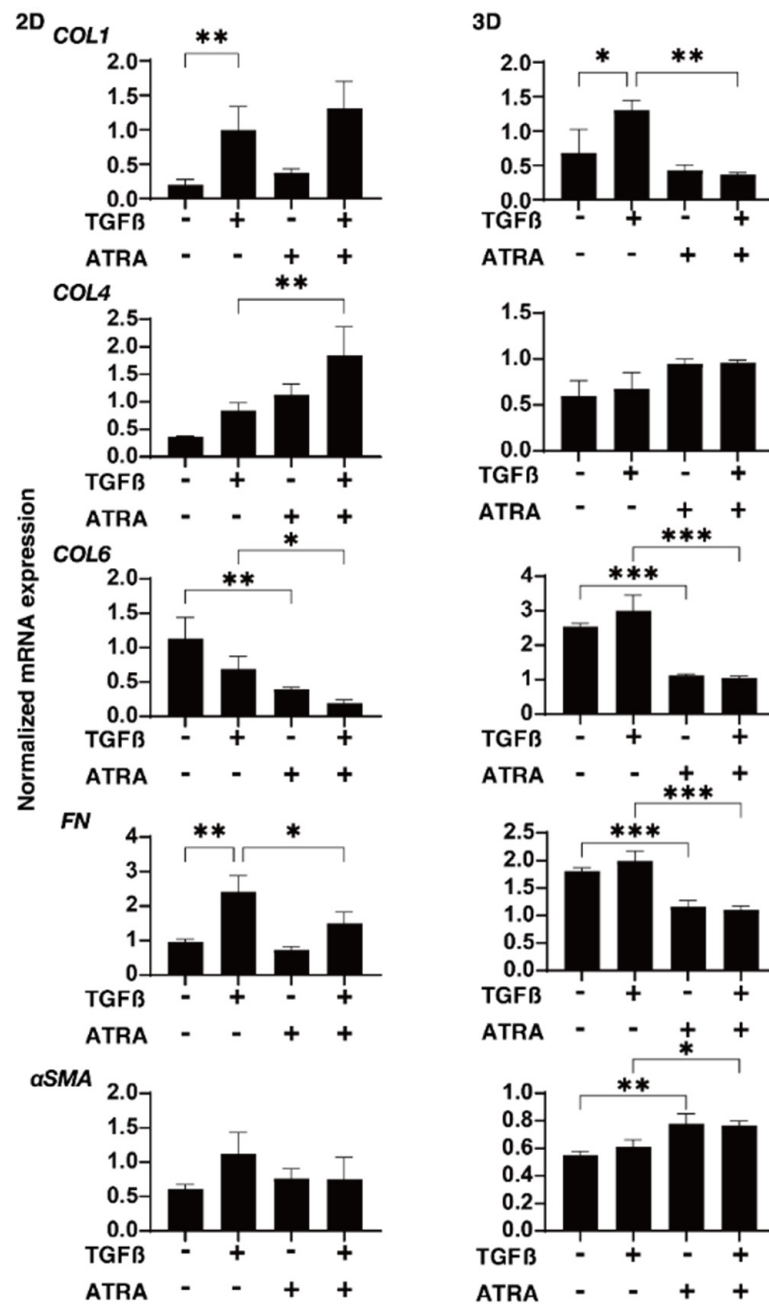 2D
3D
COL1
**
2.0
1.5
1.0
0.5
0.0
TGFß - + - +
ATRA - - + +
* **
2.0
1.5
1.0
0.5
0.0
TGFß - + - +
ATRA - - + +
Normalized mRNA expression
COL4
**
2.5
2.0
1.5
1.0
0.5
0.0
TGFß - + - +
ATRA - - + +
1.5
1.0
0.5
0.0
TGFß - + - +
ATRA - - + +
COL6
*
**
2.0
1.5
1.0
0.5
0.0
TGFß - + - +
ATRA - - + +
***
***
4
3
2
1
0
TGFß - + - +
ATRA - - + +
FN
** *
4
3
2
1
0
TGFß - + - +
ATRA - - + +
***
***
2.5
2.0
1.5
1.0
0.5
0.0
TGFß - + - +
ATRA - - + +
αSMA
2.0
1.5
1.0
0.5
0.0
TGFß - + - +
ATRA - - + +
*
**
1.0
0.8
0.6
0.4
0.2
0.0
TGFß - + - +
ATRA - - + +